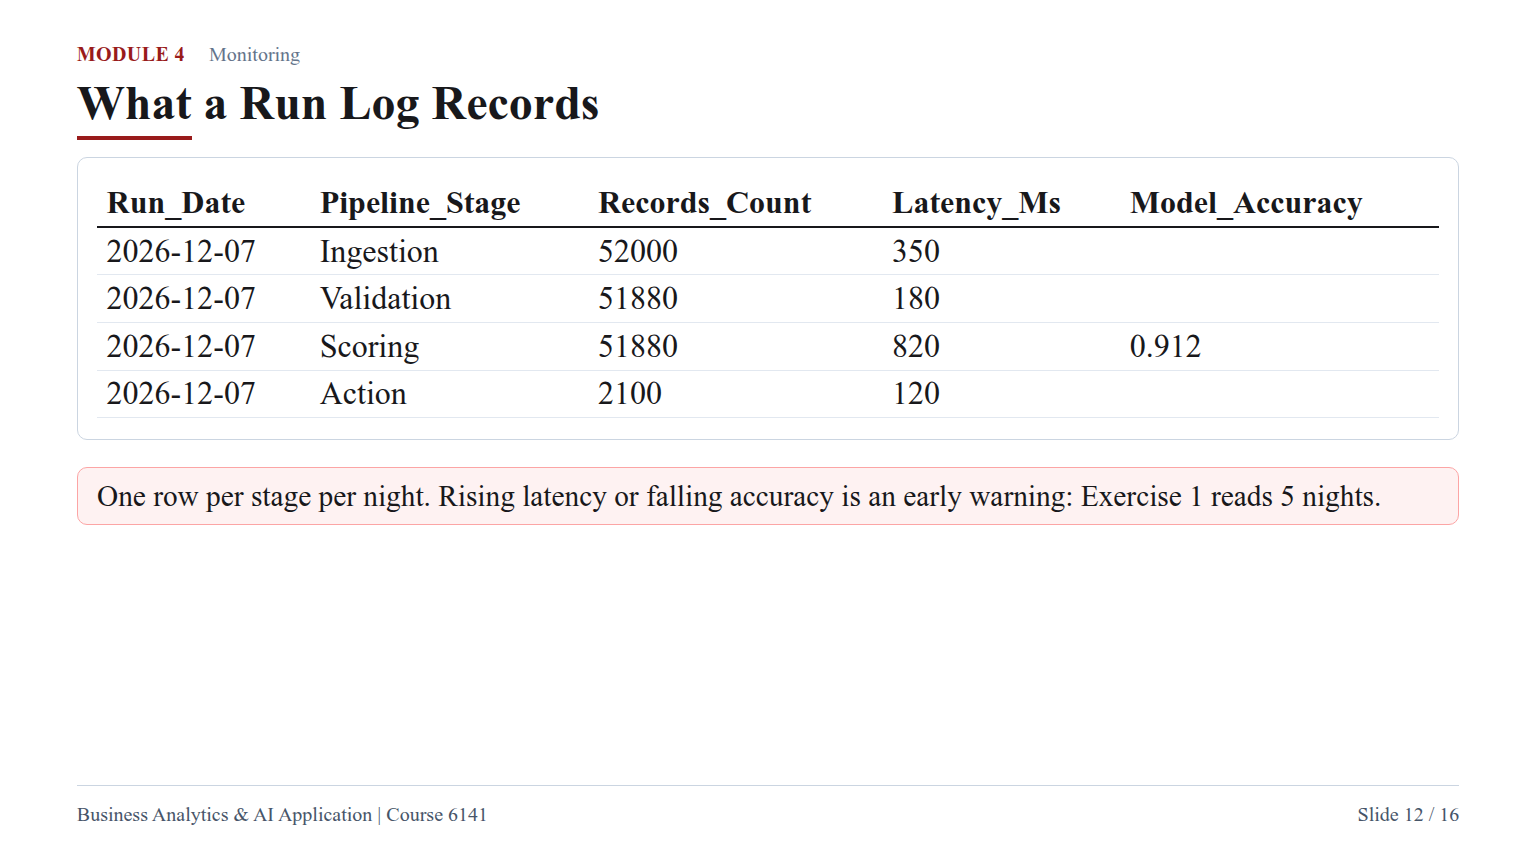 MODULE 4 Monitoring
What a Run Log Records
Run_Date Pipeline_Stage Records_Count Latency_Ms Model_Accuracy
2026-12-07 Ingestion 52000 350
2026-12-07 Validation 51880 180
2026-12-07 Scoring 51880 820 0.912
2026-12-07 Action 2100 120
One row per stage per night. Rising latency or falling accuracy is an early warning: Exercise 1 reads 5 nights.
Business Analytics & AI Application | Course 6141 Slide 12 / 16